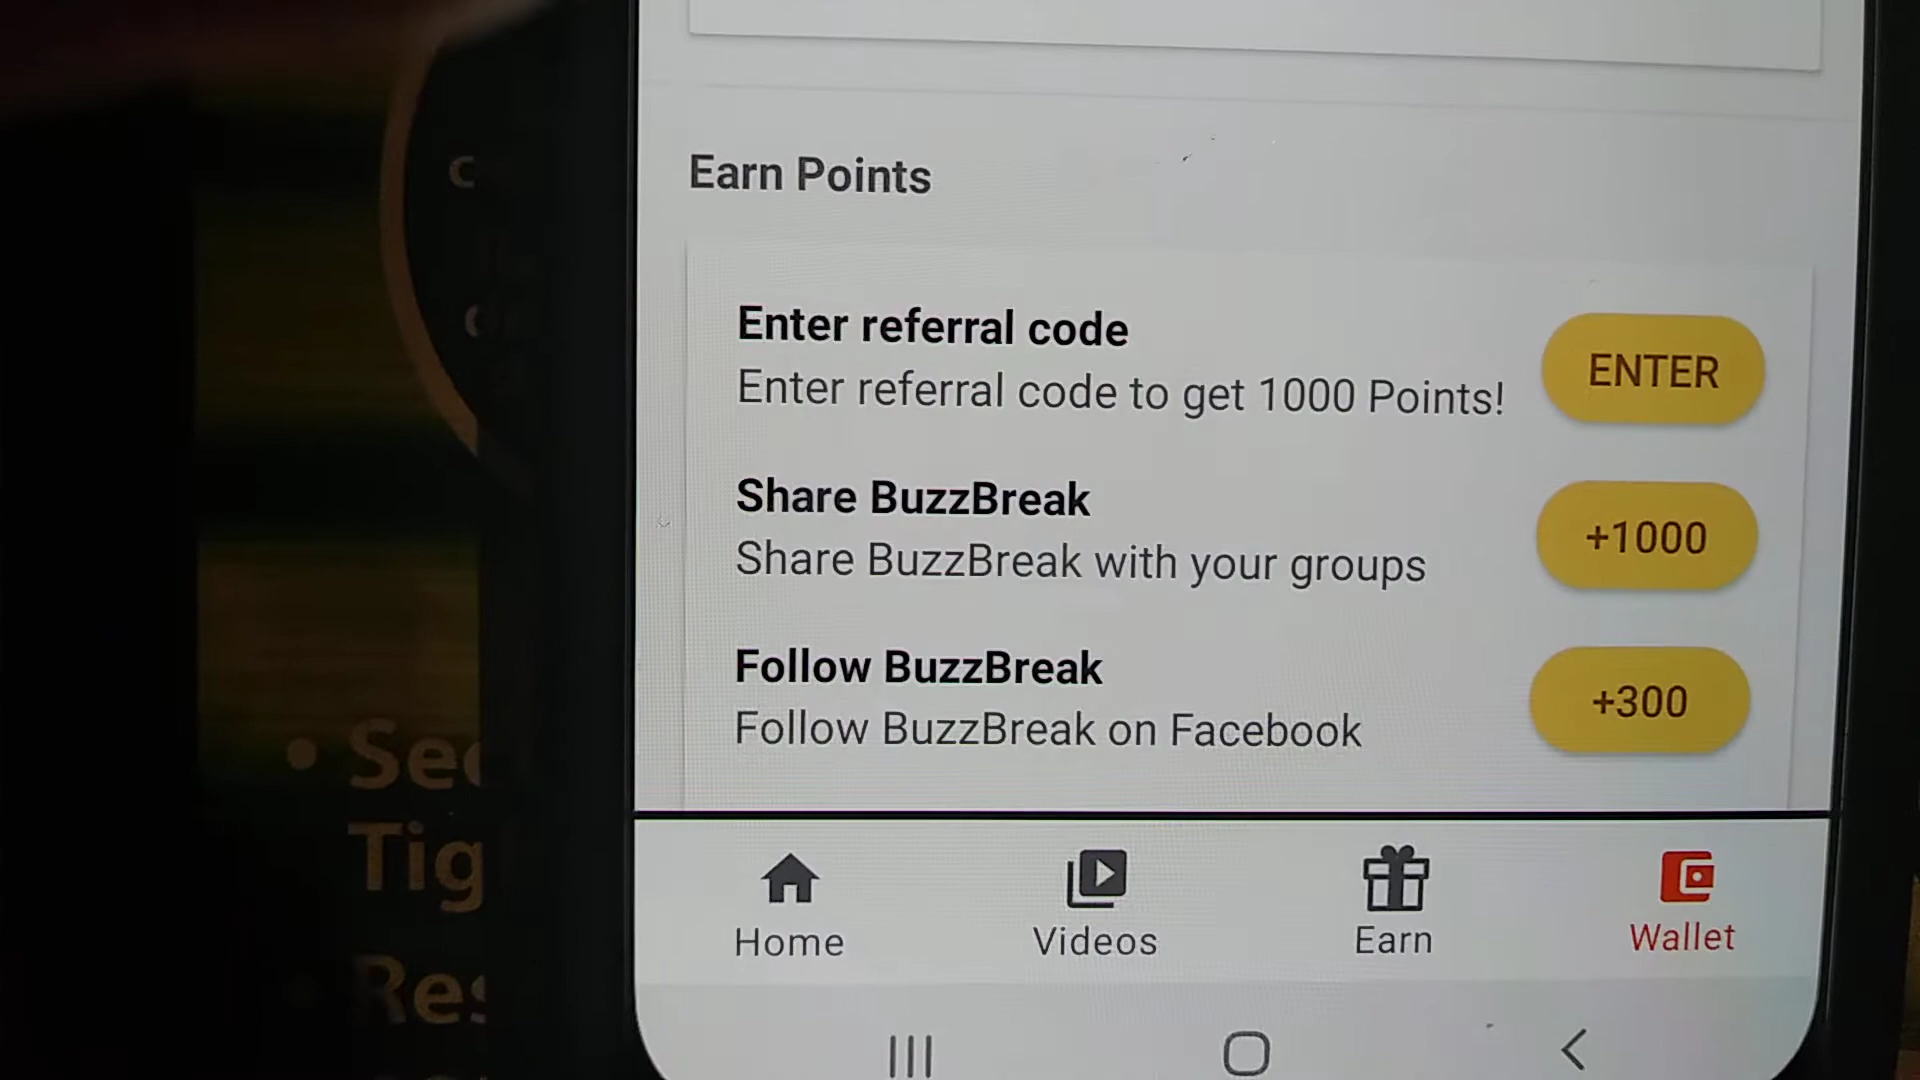 Earn Points
Enter referral code
Enter referral code to get 1000 Points!
ENTER
Share BuzzBreak
Share BuzzBreak with your groups
+1000
Follow BuzzBreak
Follow BuzzBreak on Facebook
+300
Home
Videos
Earn
Wallet